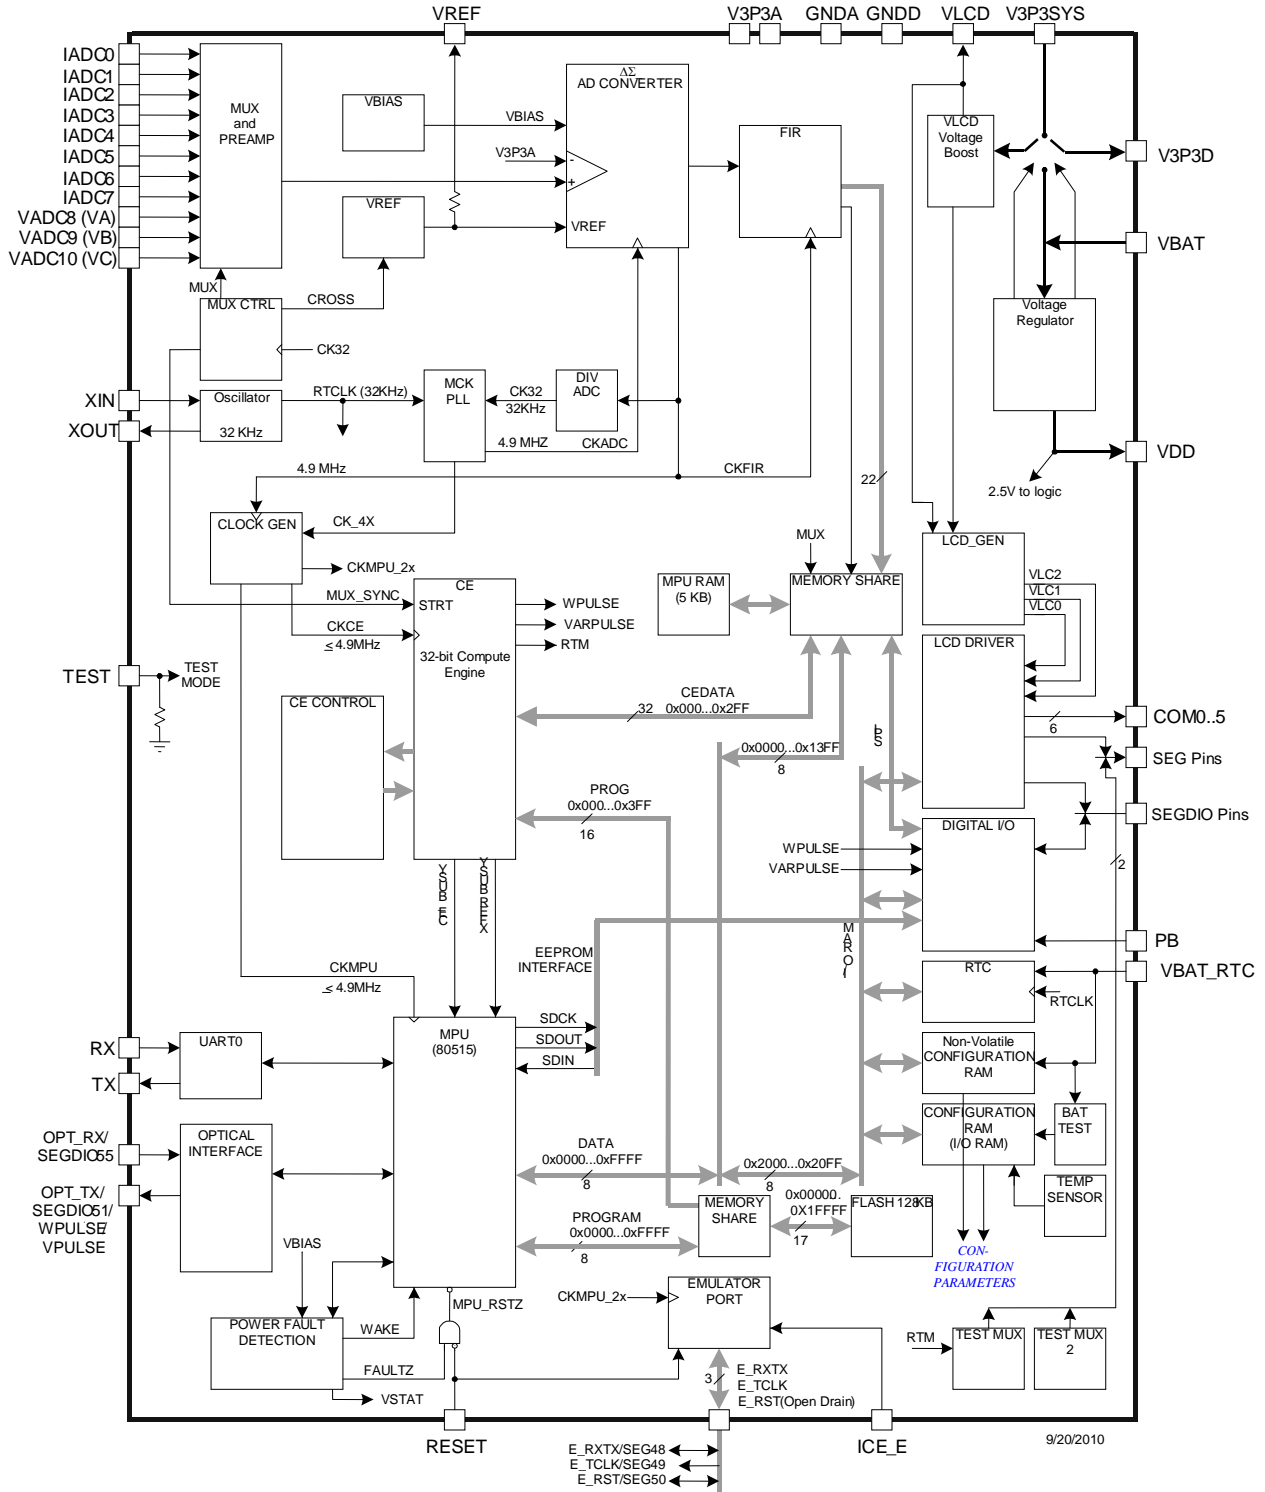 VREF
V3P3A
GNDA
GNDD
VLCD
V3P3SYS
IADC0
IADC1
IADC2
IADC3
IADC4
IADC5
IADC6
IADC7
VADC8 (VA)
VADC9 (VB)
VADC10 (VC)
MUX
and
PREAMP
VBIAS
VBIAS
V3P3A
ΔΣ
AD CONVERTER
-
+
VREF
VREF
FIR
VLCD
Voltage
Boost
V3P3D
VBAT
Voltage
Regulator
VDD
2.5V to logic
MUX
MUX CTRL
CROSS
CK32
XIN
XOUT
Oscillator
32 KHz
RTCLK (32KHz)
MCK
PLL
CK32
32KHz
DIV
ADC
4.9 MHZ
CKADC
4.9 MHz
CKFIR
22
CLOCK GEN
CK_4X
CKMPU_2x
MUX_SYNC
CKCE
≤ 4.9MHz
CE
STRT
32-bit Compute
Engine
WPULSE
VARPULSE
RTM
MUX
MPU RAM
(5 KB)
MEMORY SHARE
LCD_GEN
VLC2
VLC1
VLC0
LCD DRIVER
TEST
TEST
MODE
CE CONTROL
CEDATA
32
0x000...0x2FF
0x0000...0x13FF
8
PROG
0x000...0x3FF
16
6
COM0..5
SEG Pins
SEGDIO Pins
DIGITAL I/O
WPULSE
VARPULSE
2
PB
VBAT_RTC
EEPROM
INTERFACE
CKMPU
≤ 4.9MHz
RTC
RTCLK
RX
TX
UART0
MPU
(80515)
SDCK
SDOUT
SDIN
Non-Volatile
CONFIGURATION
RAM
CONFIGURATION
RAM
(I/O RAM)
BAT
TEST
TEMP
SENSOR
OPT_RX/
SEGDIO55
OPT_TX/
SEGDIO51/
WPULSE/
VPULSE
OPTICAL
INTERFACE
DATA
0x0000...0xFFFF
8
0x2000...0x20FF
8
PROGRAM
0x0000...0xFFFF
8
MEMORY
SHARE
0x00000..
0X1FFFF
17
FLASH 128KB
CON-
FIGURATION
PARAMETERS
VBIAS
POWER FAULT
DETECTION
WAKE
FAULTZ
VSTAT
MPU_RSTZ
CKMPU_2x
EMULATOR
PORT
3
E_RXTX
E_TCLK
E_RST(Open Drain)
RTM
TEST MUX
TEST MUX
2
RESET
ICE_E
9/20/2010
E_RXTX/SEG48
E_TCLK/SEG49
E_RST/SEG50